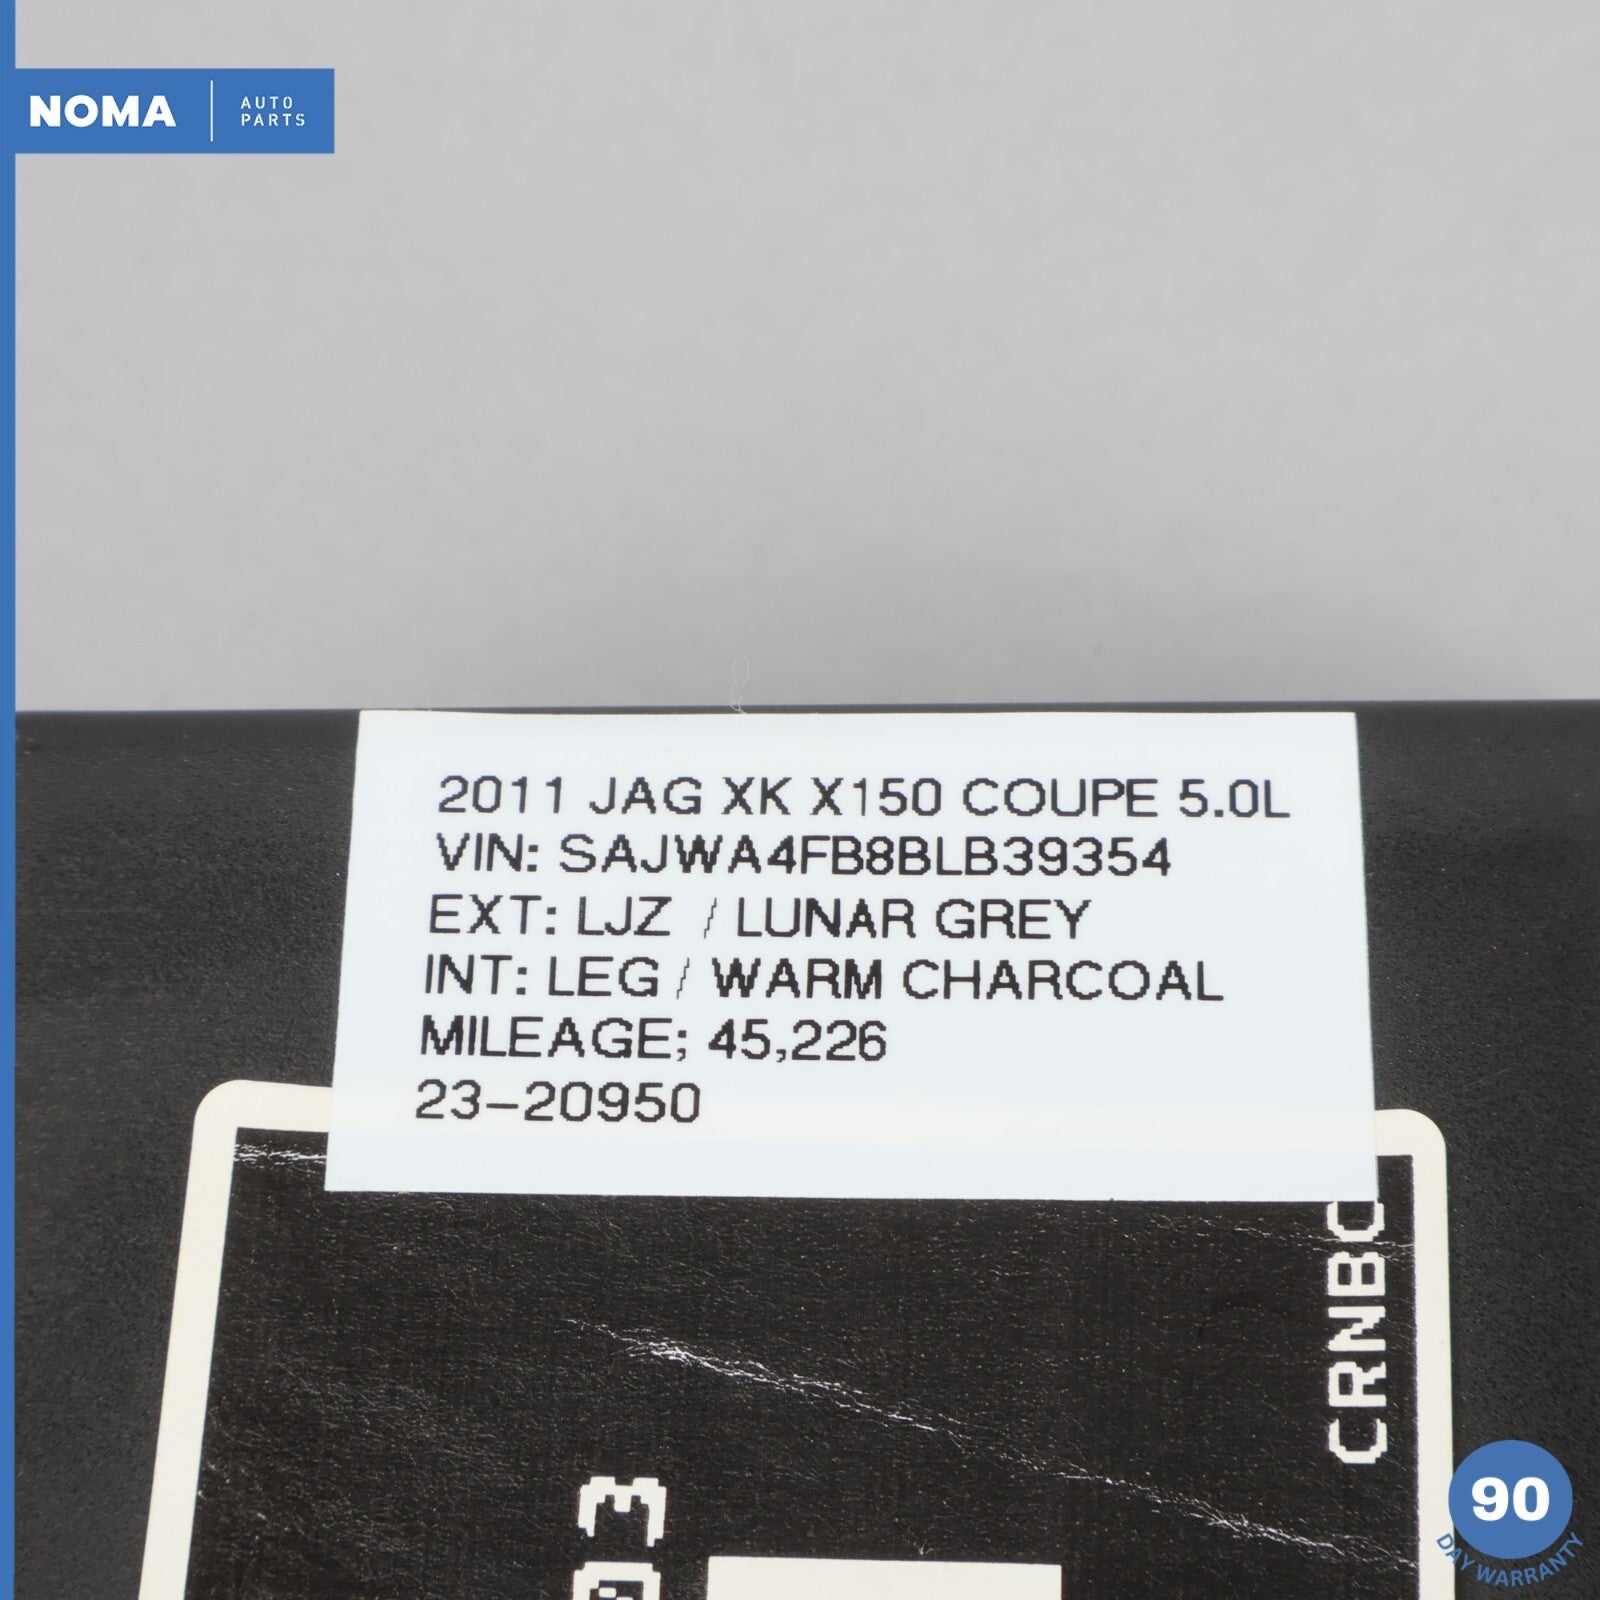 NOMA
AUTO
PARTS
2011 JAG XK X150 COUPE 5.0L
VIN: SAJWA4FB8BLB39354
EXT: LJZ / LUNAR GREY
INT: LEG / WARM CHARCOAL
MILEAGE; 45,226
23-20950
CRNBC
03
90
DAY WARRANTY